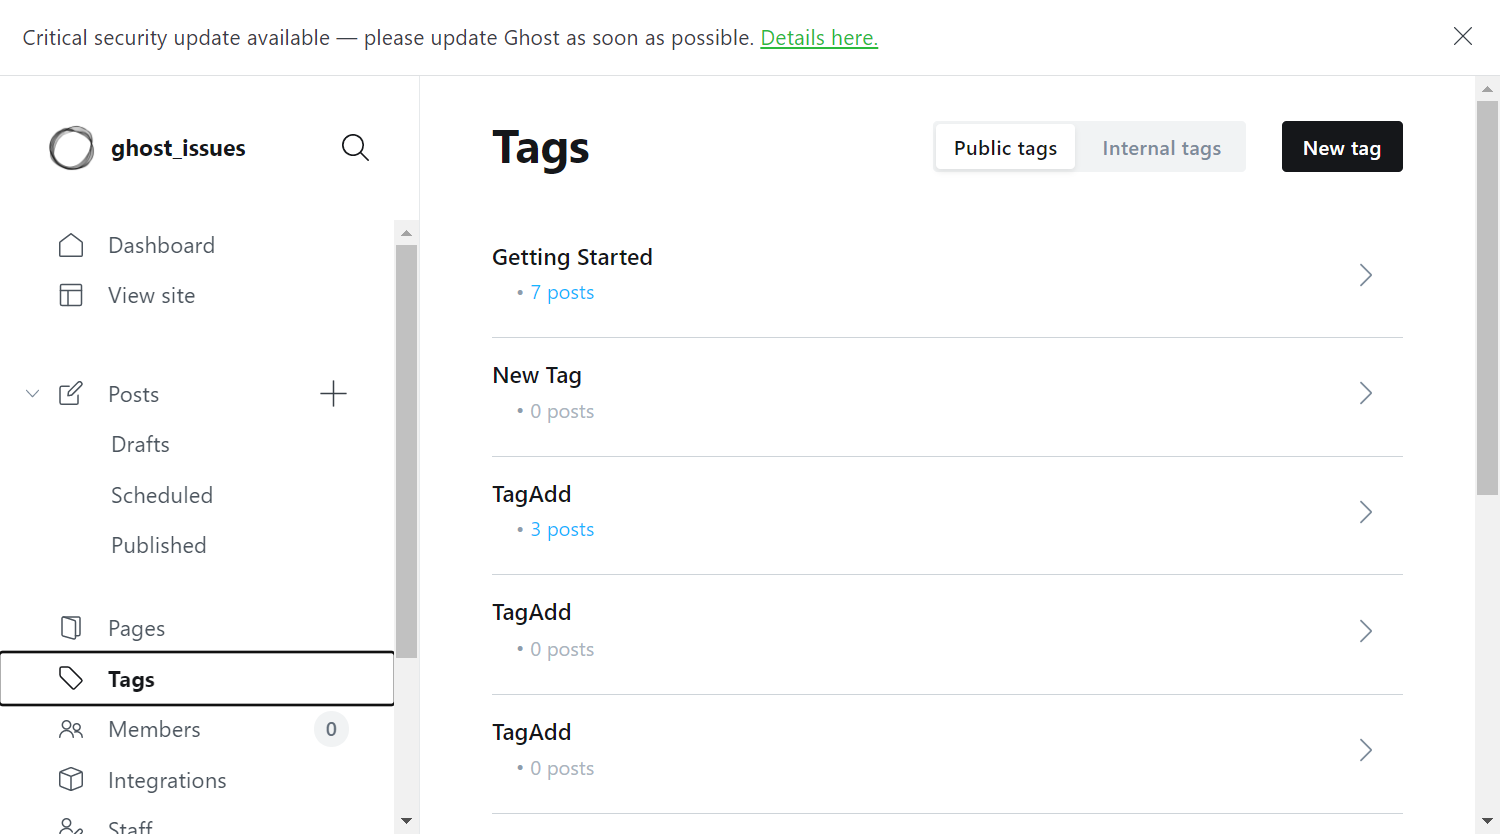 Critical security update available — please update Ghost as soon as possible. Details here.
ghost_issues
Dashboard
View site
Posts
Drafts
Scheduled
Published
Pages
Tags
Members 0
Integrations
Staff
Tags
Public tags
Internal tags
New tag
Getting Started
• 7 posts
New Tag
• 0 posts
TagAdd
• 3 posts
TagAdd
• 0 posts
TagAdd
• 0 posts